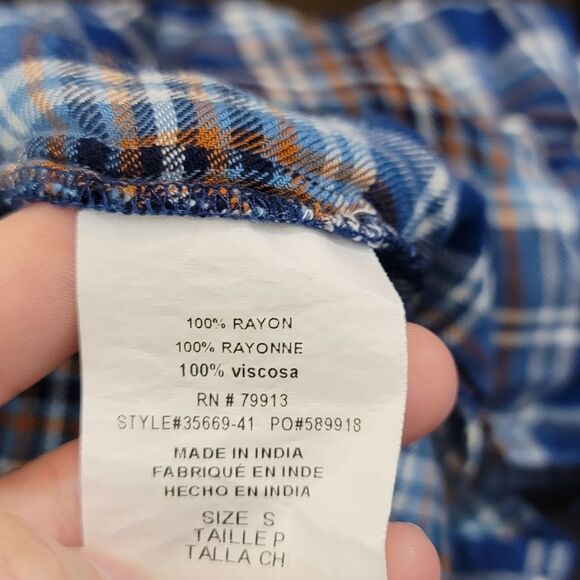 100% RAYON
100% RAYONNE
100% viscosa
RN # 79913
STYLE#35669-41 PO#589918
MADE IN INDIA
FABRIQUÉ EN INDE
HECHO EN INDIA
SIZE S
TAILLE P
TALLA CH